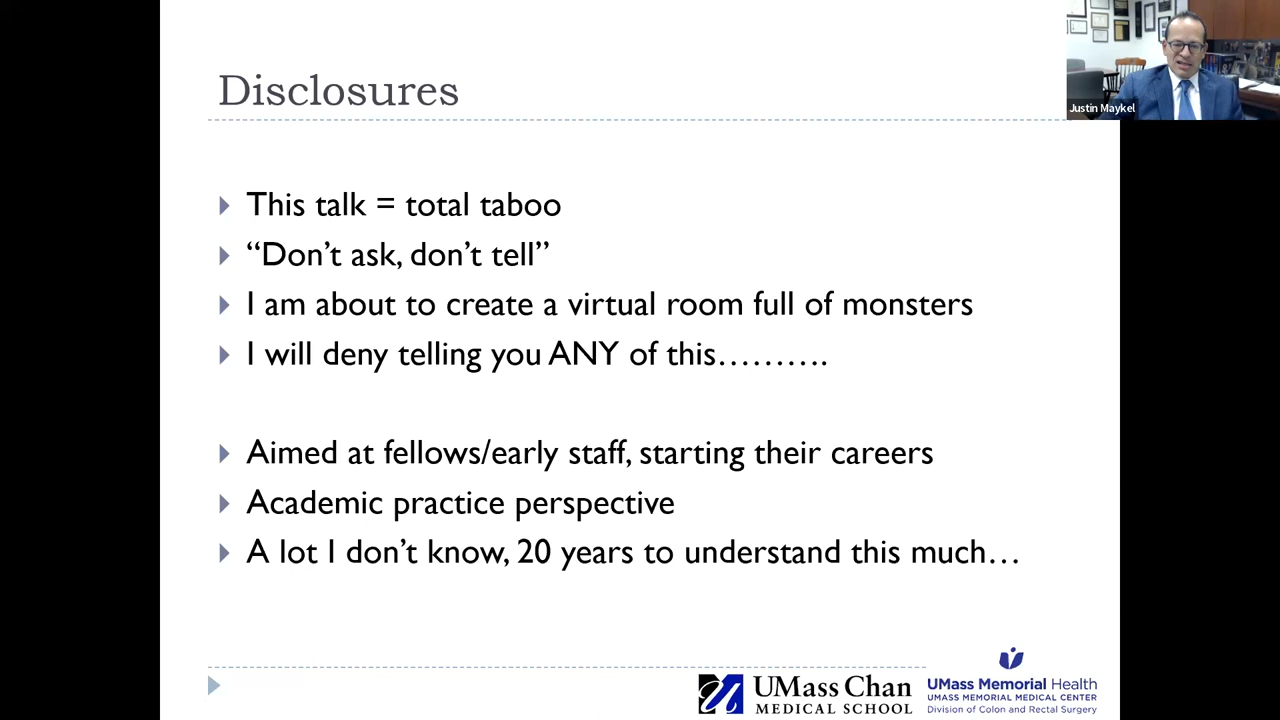 Disclosures
Justin Maykel
This talk = total taboo
“Don’t ask, don’t tell”
I am about to create a virtual room full of monsters
I will deny telling you ANY of this……….
Aimed at fellows/early staff, starting their careers
Academic practice perspective
A lot I don’t know, 20 years to understand this much…
UMass Chan
MEDICAL SCHOOL
UMass Memorial Health
UMASS MEMORIAL MEDICAL CENTER
Division of Colon and Rectal Surgery